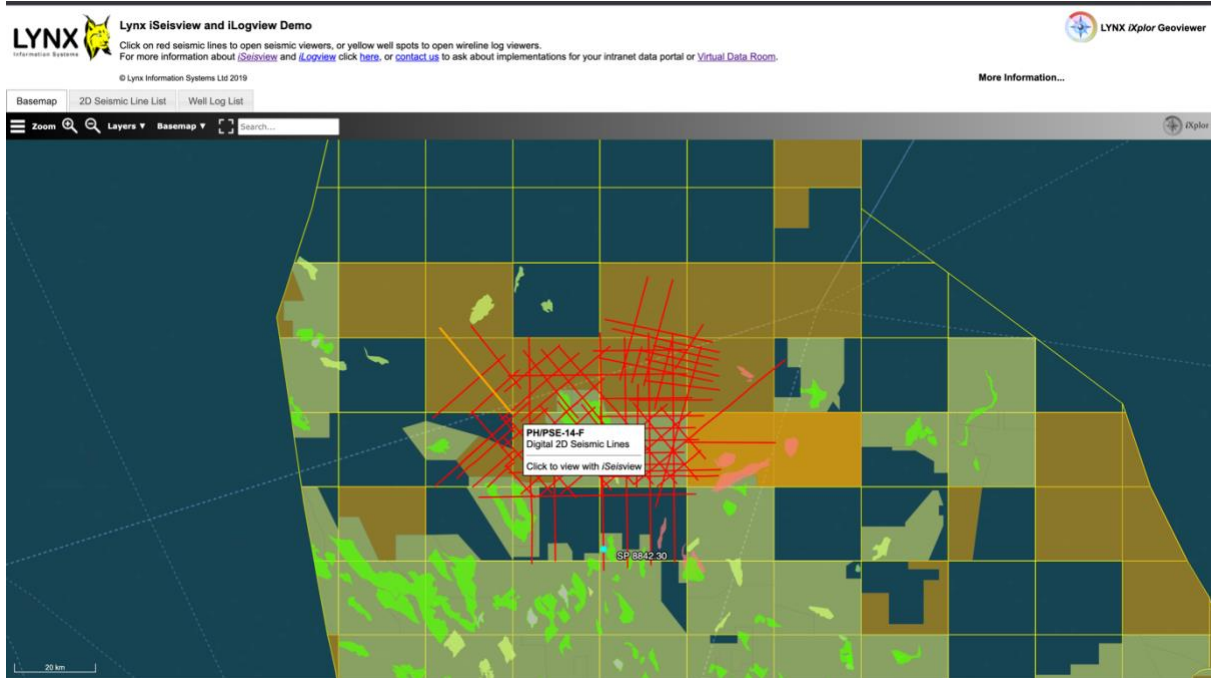 LYNX
Information Systems
Lynx iSeisview and iLogview Demo
Click on red seismic lines to open seismic viewers, or yellow well spots to open wireline log viewers.
For more information about iSeisview and iLogview click here, or contact us to ask about implementations for your intranet data portal or Virtual Data Room.
© Lynx Information Systems Ltd 2019
LYNX iXplor Geoviewer
More Information...
Basemap 2D Seismic Line List Well Log List
Zoom Layers ▼ Basemap ▼ Search...
iXplor
PH/PSE-14-F
Digital 2D Seismic Lines
Click to view with iSeisview
SP 8842.30
20 km